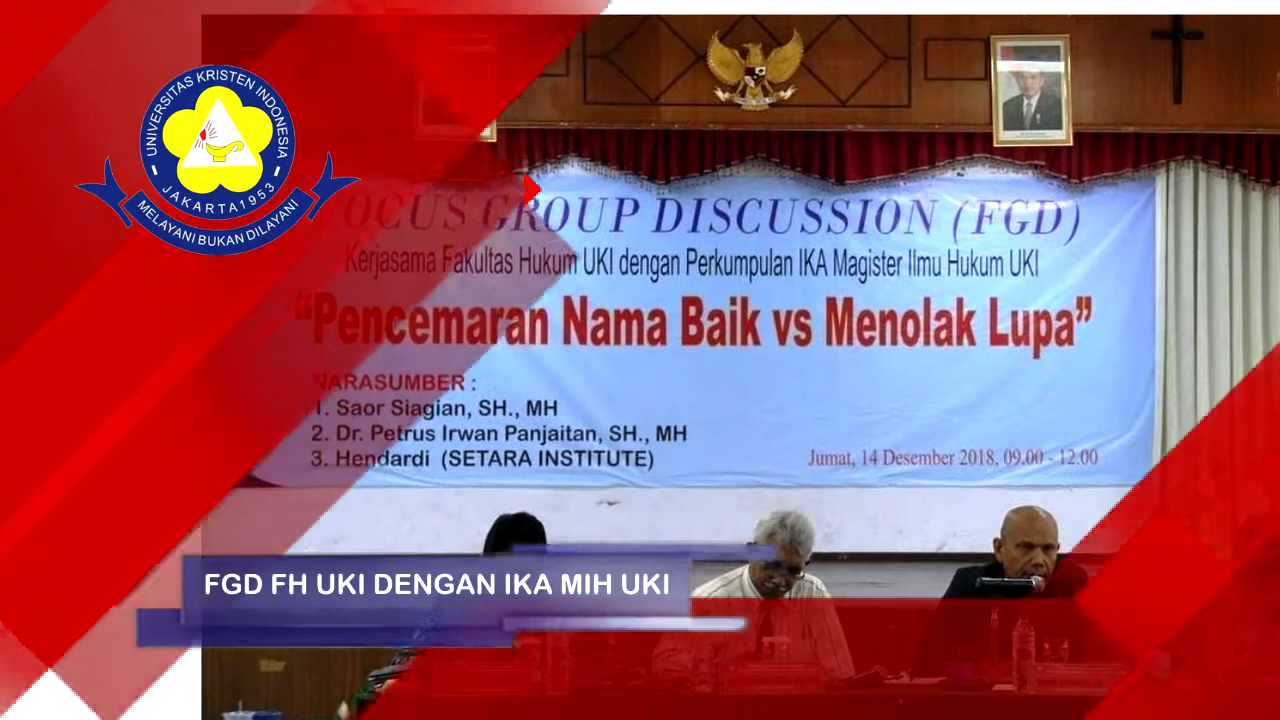 UNIVERSITAS KRISTEN INDONESIA
JAKARTA 1953
MELAYANI BUKAN DILAYANI
FOCUS GROUP DISCUSSION (FGD)
Kerjasama Fakultas Hukum UKI dengan Perkumpulan IKA Magister Ilmu Hukum UKI
“Pencemaran Nama Baik vs Menolak Lupa”
NARASUMBER :
1. Saor Siagian, SH., MH
2. Dr. Petrus Irwan Panjaitan, SH., MH
3. Hendardi (SETARA INSTITUTE)
Jumat, 14 Desember 2018, 09.00 - 12.00
FGD FH UKI DENGAN IKA MIH UKI